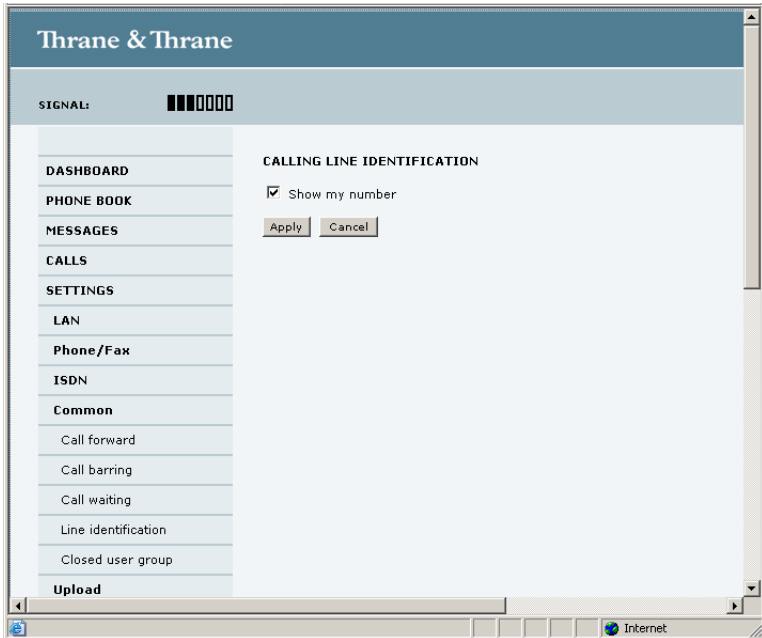 Thrane & Thrane
SIGNAL:
DASHBOARD
PHONE BOOK
MESSAGES
CALLS
SETTINGS
LAN
Phone/Fax
ISDN
Common
Call forward
Call barring
Call waiting
Line identification
Closed user group
Upload
CALLING LINE IDENTIFICATION
Show my number
Apply Cancel
Internet